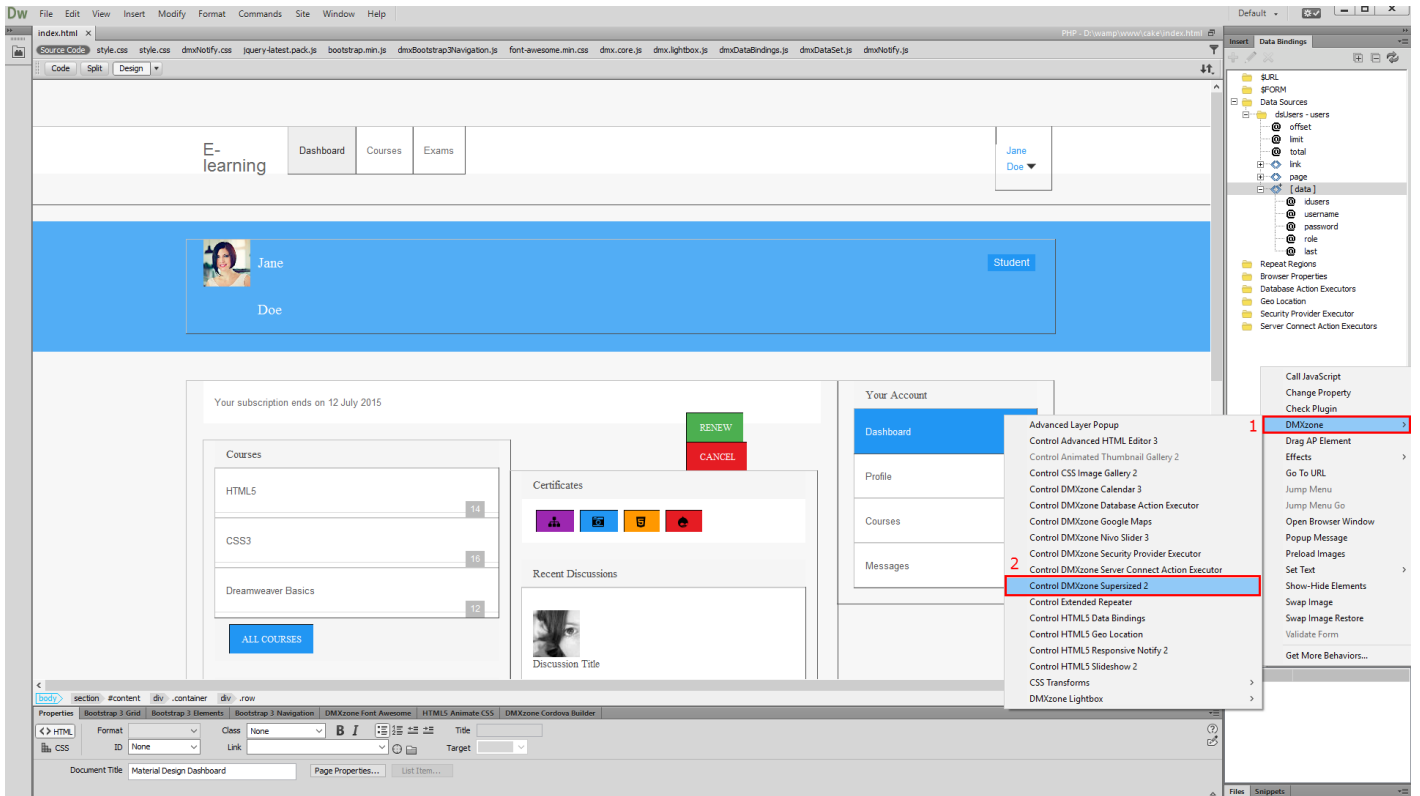 Dw File Edit View Insert Modify Format Commands Site Window Help Default
index.html × PHP - D:\wamp\www\cake\index.html
Source Code style.css style.css dmxNotify.css jquery-latest.pack.js bootstrap.min.js dmxBootstrap3Navigation.js font-awesome.min.css dmx.core.js dmx.lightbox.js dmxDataBindings.js dmxDataSet.js dmxNotify.js
Code Split Design
E-
learning
Dashboard Courses Exams
Jane
Doe
Jane
Doe
Student
Your subscription ends on 12 July 2015
RENEW
CANCEL
Courses
HTML5
14
CSS3
16
Dreamweaver Basics
12
ALL COURSES
Certificates
Recent Discussions
Discussion Title
Your Account
Dashboard
Profile
Courses
Messages
Insert Data Bindings
$URL
$FORM
Data Sources
dsUsers - users
offset
limit
total
link
page
[ data ]
idusers
username
password
role
last
Repeat Regions
Browser Properties
Database Action Executors
Geo Location
Security Provider Executor
Server Connect Action Executors
Call JavaScript
Change Property
Check Plugin
1 DMXzone
Drag AP Element
Effects
Go To URL
Jump Menu
Jump Menu Go
Open Browser Window
Popup Message
Preload Images
Set Text
Show-Hide Elements
Swap Image
Swap Image Restore
Validate Form
Get More Behaviors...
Advanced Layer Popup
Control Advanced HTML Editor 3
Control Animated Thumbnail Gallery 2
Control CSS Image Gallery 2
Control DMXzone Calendar 3
Control DMXzone Database Action Executor
Control DMXzone Google Maps
Control DMXzone Nivo Slider 3
Control DMXzone Security Provider Executor
Control DMXzone Server Connect Action Executor
2 Control DMXzone Supersized 2
Control Extended Repeater
Control HTML5 Data Bindings
Control HTML5 Geo Location
Control HTML5 Responsive Notify 2
Control HTML5 Slideshow 2
CSS Transforms
DMXzone Lightbox
body section #content div .container div .row
Properties Bootstrap 3 Grid Bootstrap 3 Elements Bootstrap 3 Navigation DMXzone Font Awesome HTML5 Animate CSS DMXzone Cordova Builder
<> HTML Format Class None B I Title
CSS ID None Link Target
Document Title Material Design Dashboard Page Properties... List Item...
Files Snippets